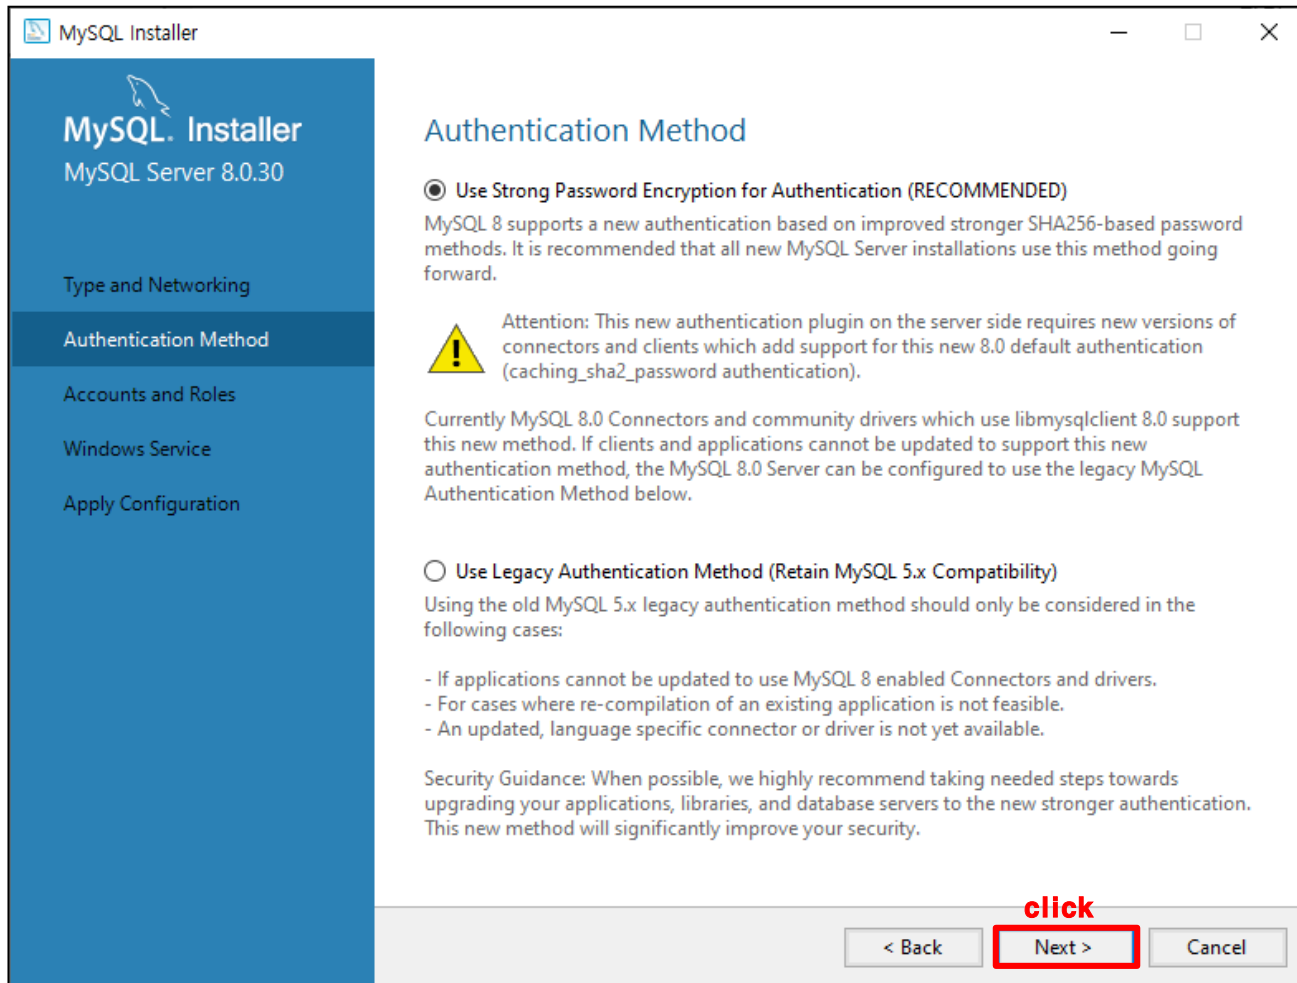 MySQL Installer
MySQL. Installer
MySQL Server 8.0.30
Type and Networking
Authentication Method
Accounts and Roles
Windows Service
Apply Configuration
Authentication Method
Use Strong Password Encryption for Authentication (RECOMMENDED)
MySQL 8 supports a new authentication based on improved stronger SHA256-based password
methods. It is recommended that all new MySQL Server installations use this method going
forward.
Attention: This new authentication plugin on the server side requires new versions of
connectors and clients which add support for this new 8.0 default authentication
(caching_sha2_password authentication).
Currently MySQL 8.0 Connectors and community drivers which use libmysqlclient 8.0 support
this new method. If clients and applications cannot be updated to support this new
authentication method, the MySQL 8.0 Server can be configured to use the legacy MySQL
Authentication Method below.
Use Legacy Authentication Method (Retain MySQL 5.x Compatibility)
Using the old MySQL 5.x legacy authentication method should only be considered in the
following cases:
- If applications cannot be updated to use MySQL 8 enabled Connectors and drivers.
- For cases where re-compilation of an existing application is not feasible.
- An updated, language specific connector or driver is not yet available.
Security Guidance: When possible, we highly recommend taking needed steps towards
upgrading your applications, libraries, and database servers to the new stronger authentication.
This new method will significantly improve your security.
click
< Back
Next >
Cancel